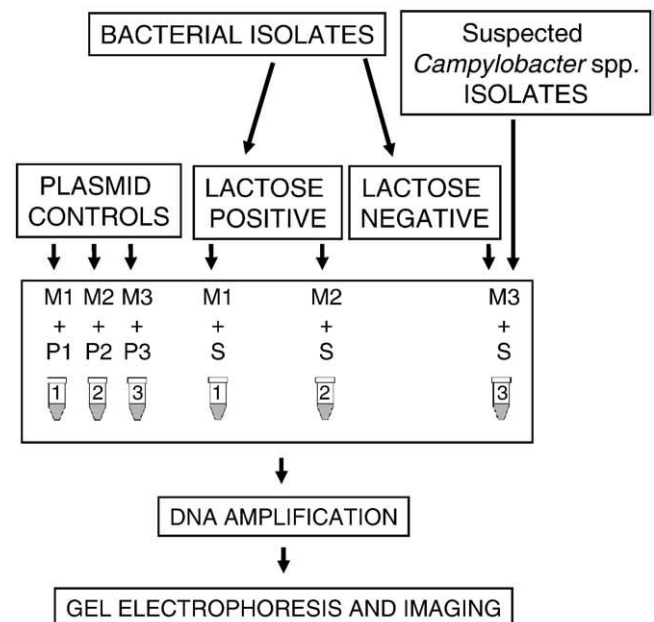 BACTERIAL ISOLATES
Suspected
Campylobacter spp.
ISOLATES
PLASMID
CONTROLS
LACTOSE
POSITIVE
LACTOSE
NEGATIVE
M1 M2 M3 M1 M2 M3
+ + + + + +
P1 P2 P3 S S S
1 2 3 1 2 3
DNA AMPLIFICATION
GEL ELECTROPHORESIS AND IMAGING